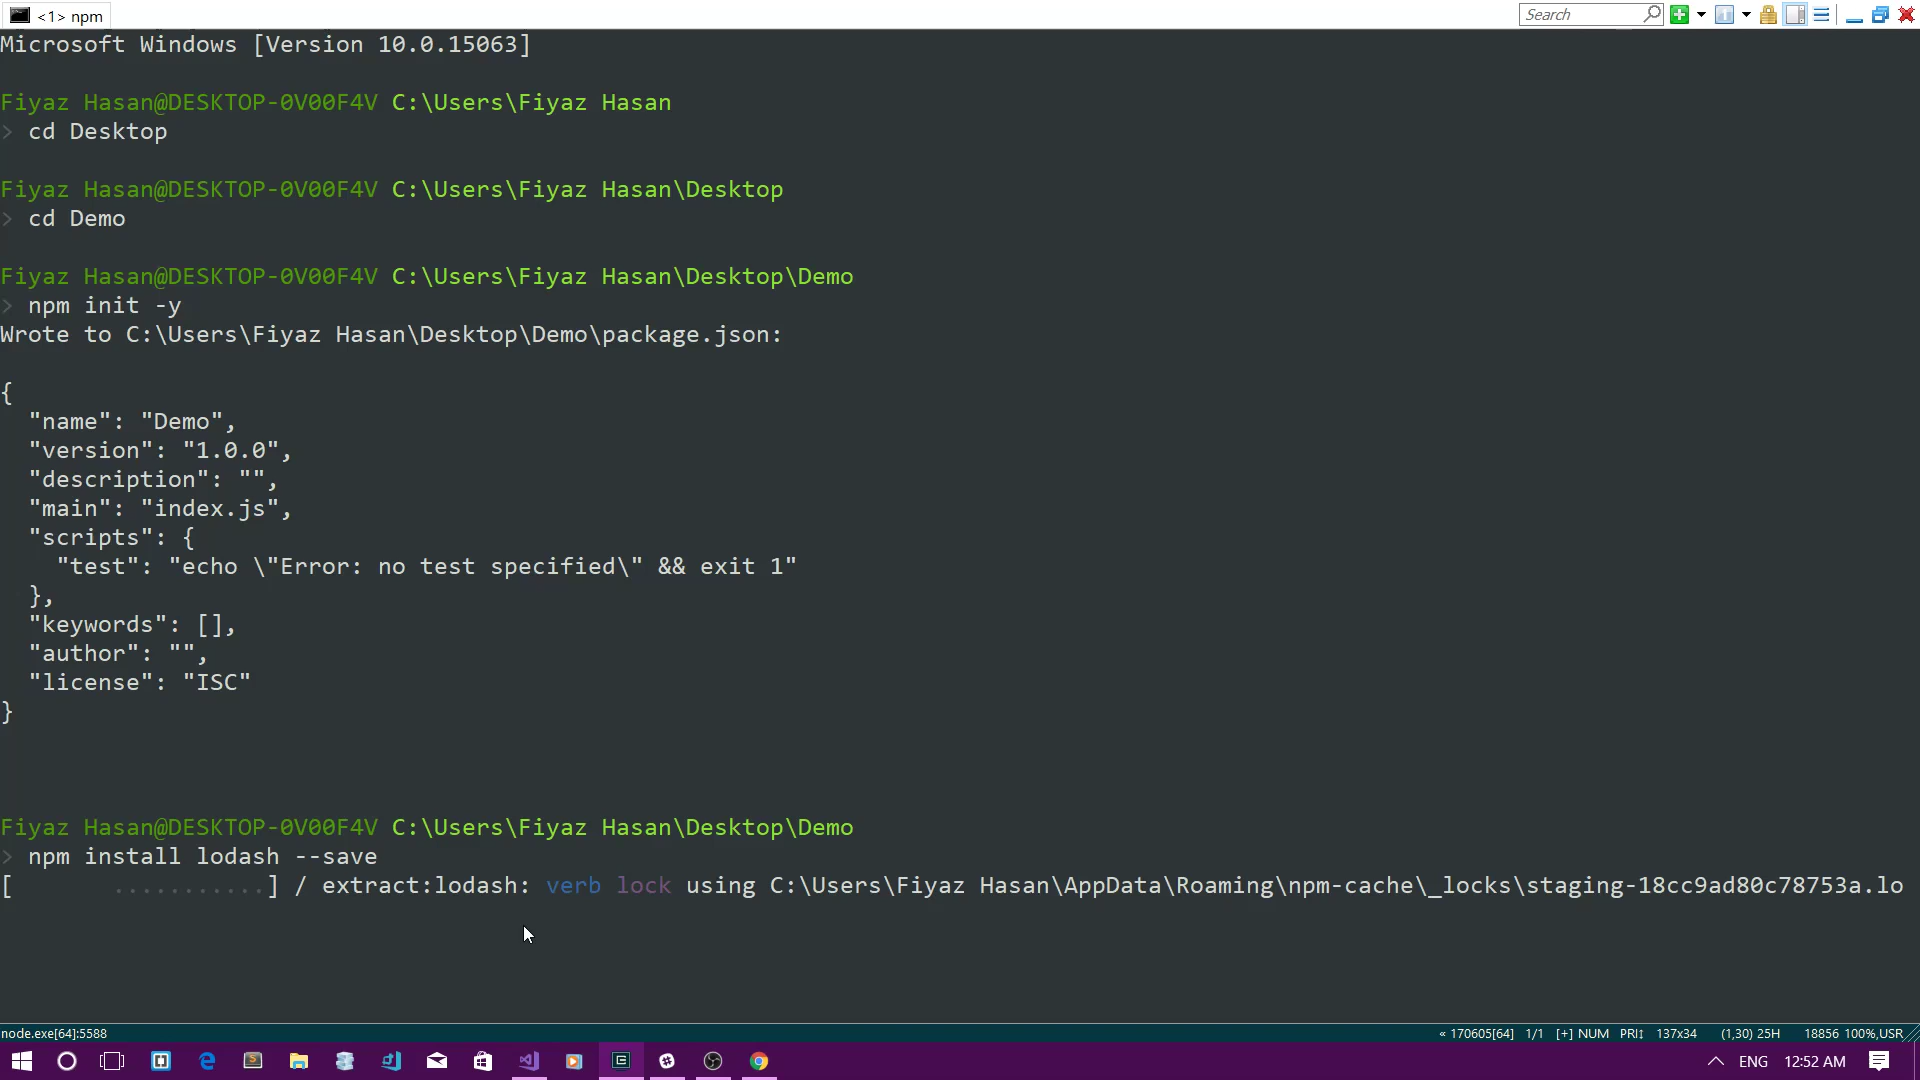 <1> npm
Search
Microsoft Windows [Version 10.0.15063]
Fiyaz Hasan@DESKTOP-0V00F4V C:\Users\Fiyaz Hasan
> cd Desktop
Fiyaz Hasan@DESKTOP-0V00F4V C:\Users\Fiyaz Hasan\Desktop
> cd Demo
Fiyaz Hasan@DESKTOP-0V00F4V C:\Users\Fiyaz Hasan\Desktop\Demo
> npm init -y
Wrote to C:\Users\Fiyaz Hasan\Desktop\Demo\package.json:
{
  "name": "Demo",
  "version": "1.0.0",
  "description": "",
  "main": "index.js",
  "scripts": {
    "test": "echo \"Error: no test specified\" && exit 1"
  },
  "keywords": [],
  "author": "",
  "license": "ISC"
}
Fiyaz Hasan@DESKTOP-0V00F4V C:\Users\Fiyaz Hasan\Desktop\Demo
> npm install lodash --save
[       ...........] / extract:lodash: verb lock using C:\Users\Fiyaz Hasan\AppData\Roaming\npm-cache\_locks\staging-18cc9ad80c78753a.lo
node.exe[64]:5588 « 170605[64] 1/1 [+] NUM PRI↕ 137x34 (1,30) 25H 18856 100%,USR
ENG 12:52 AM